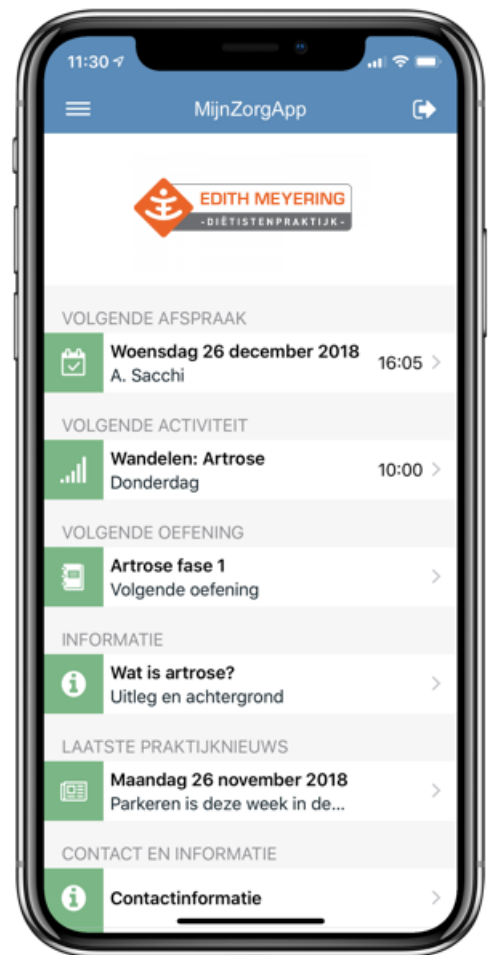 11:30
MijnZorgApp
EDITH MEYERING
-DIËTISTENPRAKTIJK-
VOLGENDE AFSPRAAK
Woensdag 26 december 2018
A. Sacchi
16:05
VOLGENDE ACTIVITEIT
Wandelen: Artrose
Donderdag
10:00
VOLGENDE OEFENING
Artrose fase 1
Volgende oefening
INFORMATIE
Wat is artrose?
Uitleg en achtergrond
LAATSTE PRAKTIJKNIEUWS
Maandag 26 november 2018
Parkeren is deze week in de...
CONTACT EN INFORMATIE
Contactinformatie